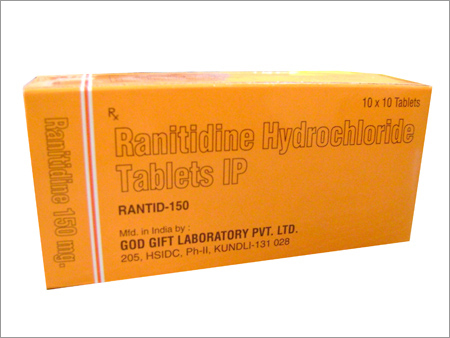 Ranitidine 150 mg.
10 x 10 Tablets
Rx
Ranitidine Hydrochloride
Tablets IP
RANTID-150
Mfd. in India by :
GOD GIFT LABORATORY PVT. LTD.
205, HSIDC, Ph-II, KUNDLI-131 028